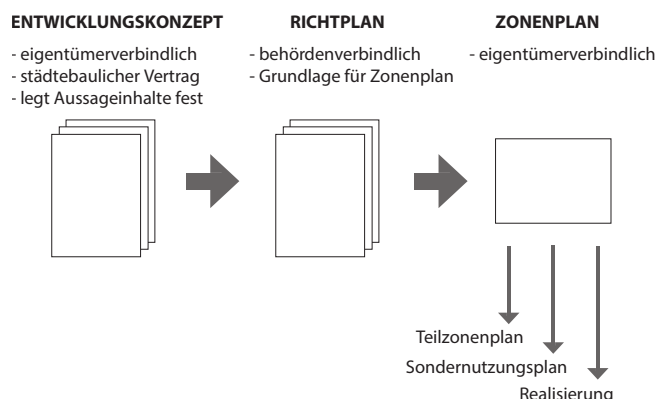 ENTWICKLUNGSKONZEPT
- eigentümerverbindlich
- städtebaulicher Vertrag
- legt Aussageinhalte fest
RICHTPLAN
- behördenverbindlich
- Grundlage für Zonenplan
ZONENPLAN
- eigentümerverbindlich
Teilzonenplan
Sondernutzungsplan
Realisierung